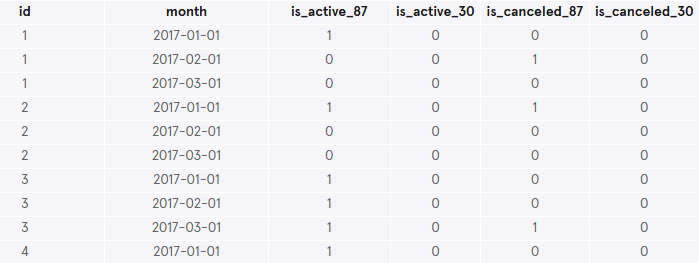 id month is_active_87 is_active_30 is_canceled_87 is_canceled_30
1 2017-01-01 1 0 0 0
1 2017-02-01 0 0 1 0
1 2017-03-01 0 0 0 0
2 2017-01-01 1 0 1 0
2 2017-02-01 0 0 0 0
2 2017-03-01 0 0 0 0
3 2017-01-01 1 0 0 0
3 2017-02-01 1 0 0 0
3 2017-03-01 1 0 1 0
4 2017-01-01 1 0 0 0